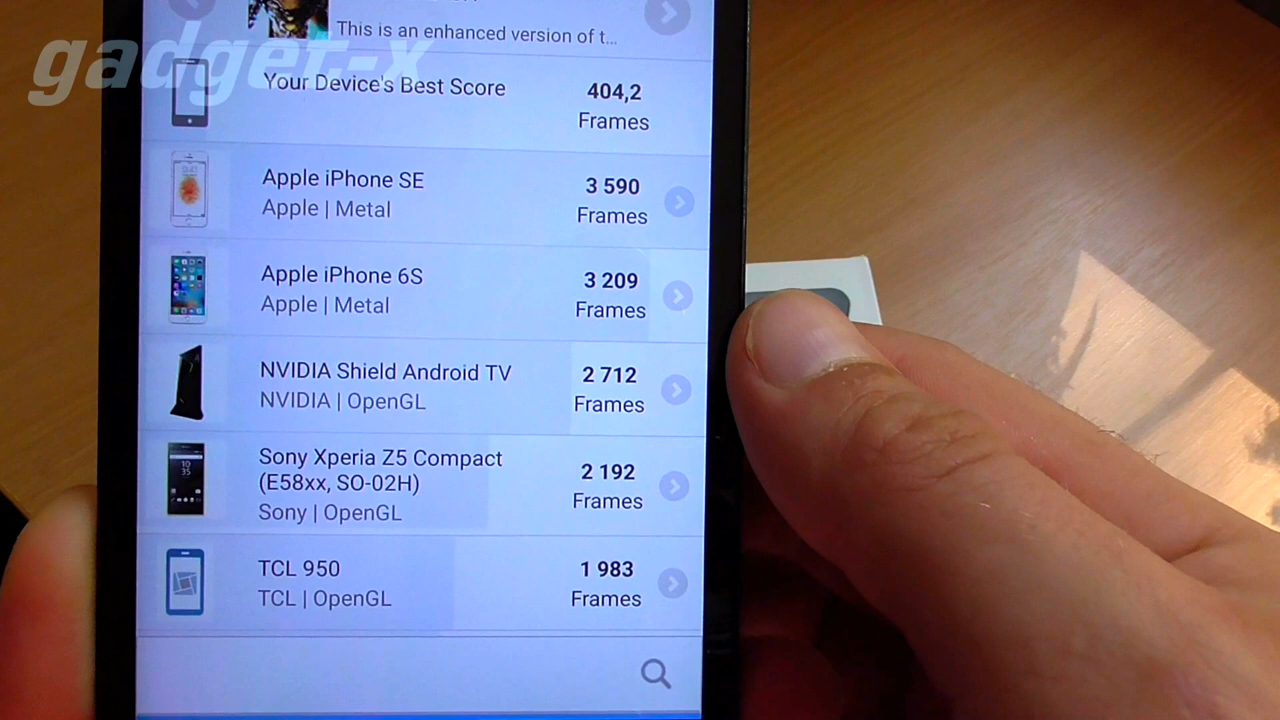 gadget-x
This is an enhanced version of t...
Your Device's Best Score
404,2
Frames
Apple iPhone SE
Apple | Metal
3 590
Frames
Apple iPhone 6S
Apple | Metal
3 209
Frames
NVIDIA Shield Android TV
NVIDIA | OpenGL
2 712
Frames
Sony Xperia Z5 Compact
(E58xx, SO-02H)
Sony | OpenGL
2 192
Frames
TCL 950
TCL | OpenGL
1 983
Frames